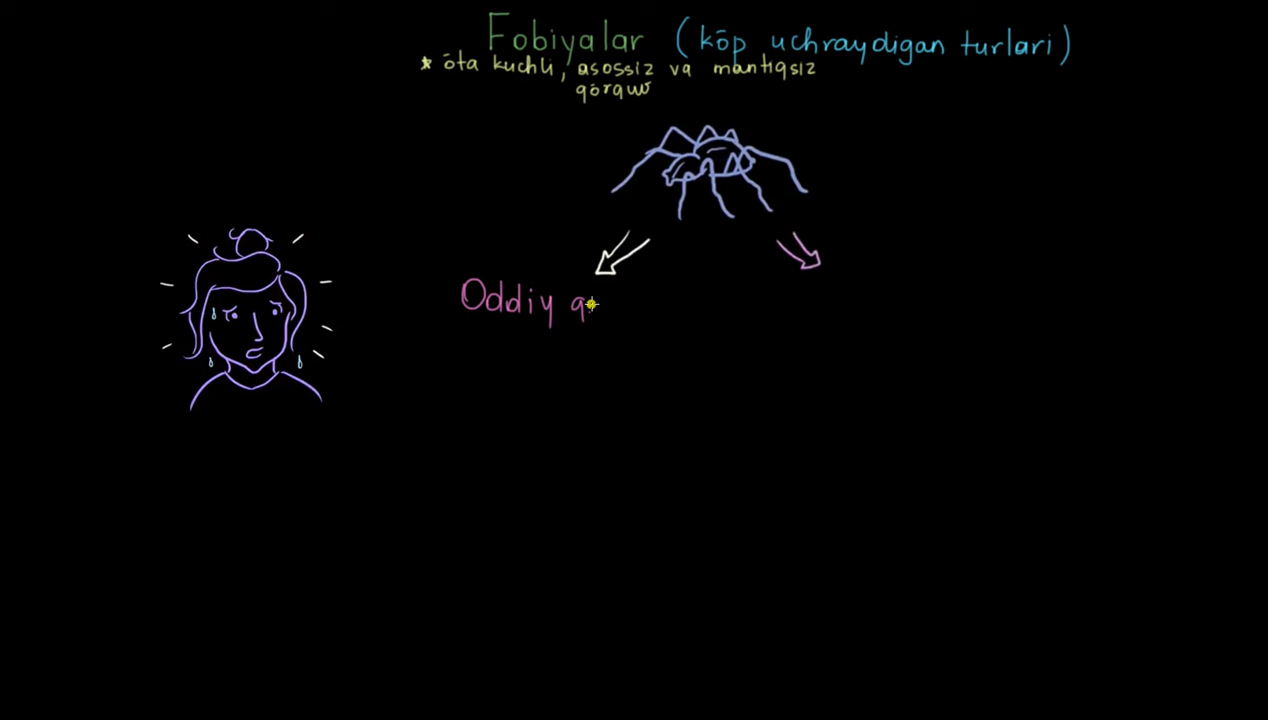 Fobiyalar (kōp uchraydigan turlari)
* ōta kuchli, asossiz va mantiqsiz
qōrquv
Oddiy q